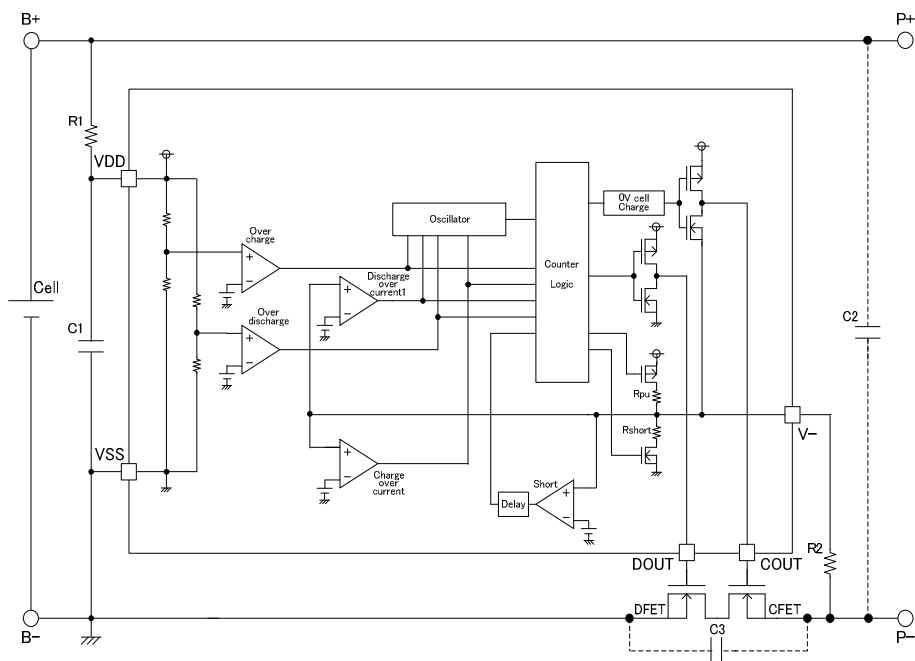 B+
P+
R1
VDD
Oscillator
0V cell
Charge
Over
charge
Counter
Logic
Discharge
over
current1
Cell
Over
discharge
C1
C2
Rpu
V-
Rshort
VSS
Charge
over
current
Short
Delay
DOUT
COUT
R2
DFET
CFET
C3
B-
P-